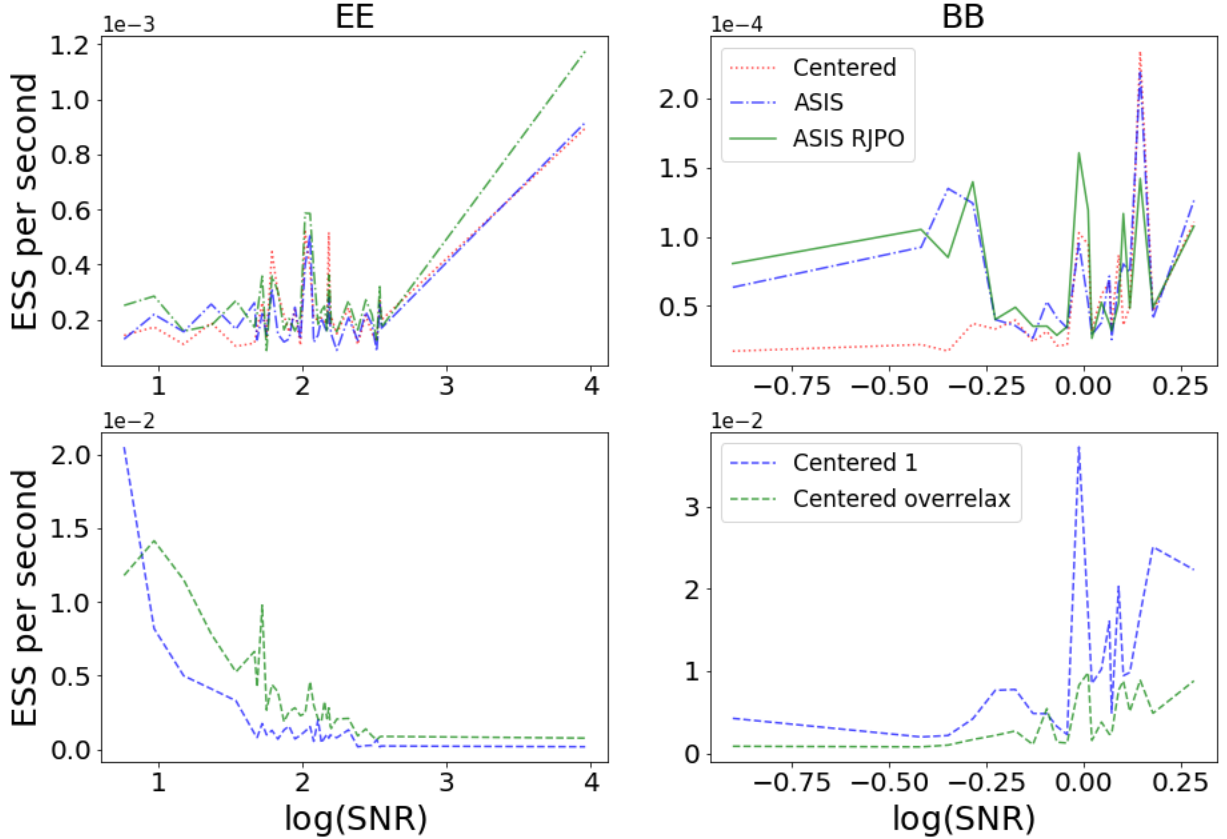 EE
BB
1e−3
1.2
1.0
0.8
0.6
0.4
0.2
ESS per second
1 2 3 4
1e−4
2.0
1.5
1.0
0.5
Centered
ASIS
ASIS RJPO
−0.75 −0.50 −0.25 0.00 0.25
1e−2
2.0
1.5
1.0
0.5
0.0
ESS per second
1 2 3 4
log(SNR)
1e−2
3
2
1
0
Centered 1
Centered overrelax
−0.75 −0.50 −0.25 0.00 0.25
log(SNR)